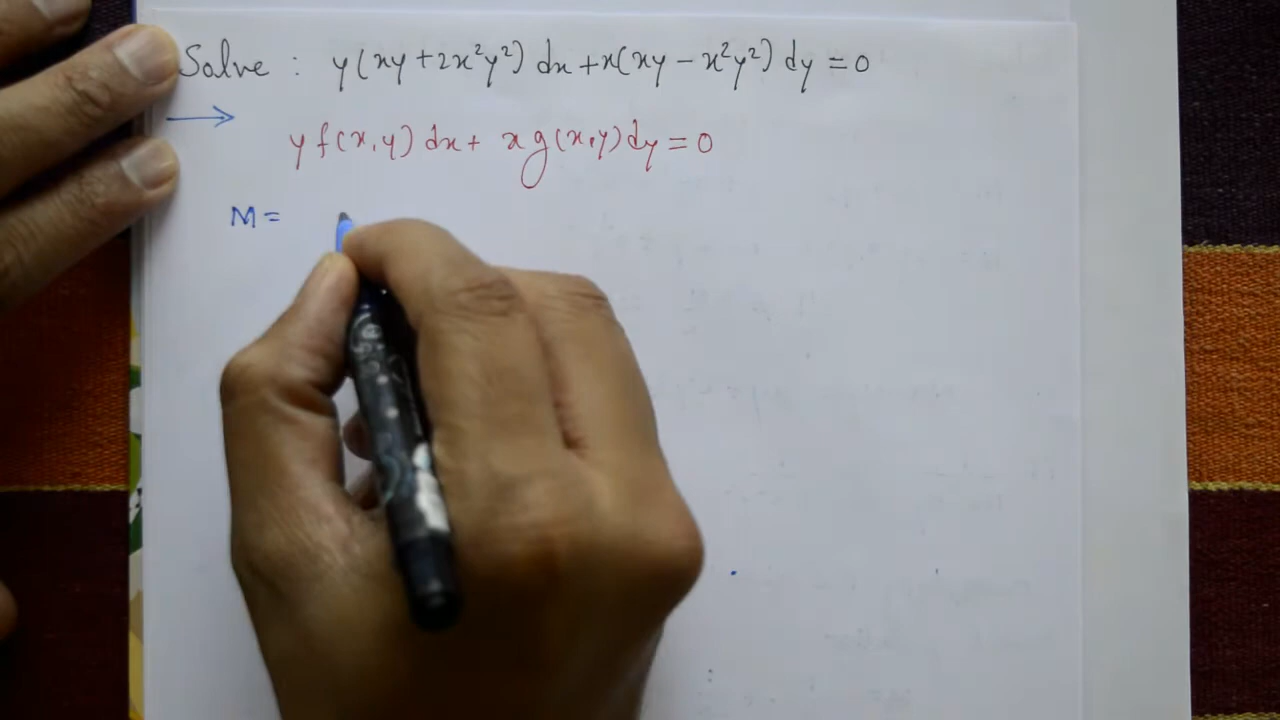 Solve : y(xy + 2x²y²) dx + x(xy − x²y²) dy = 0
→
y f(x,y) dx + x g(x,y) dy = 0
M =